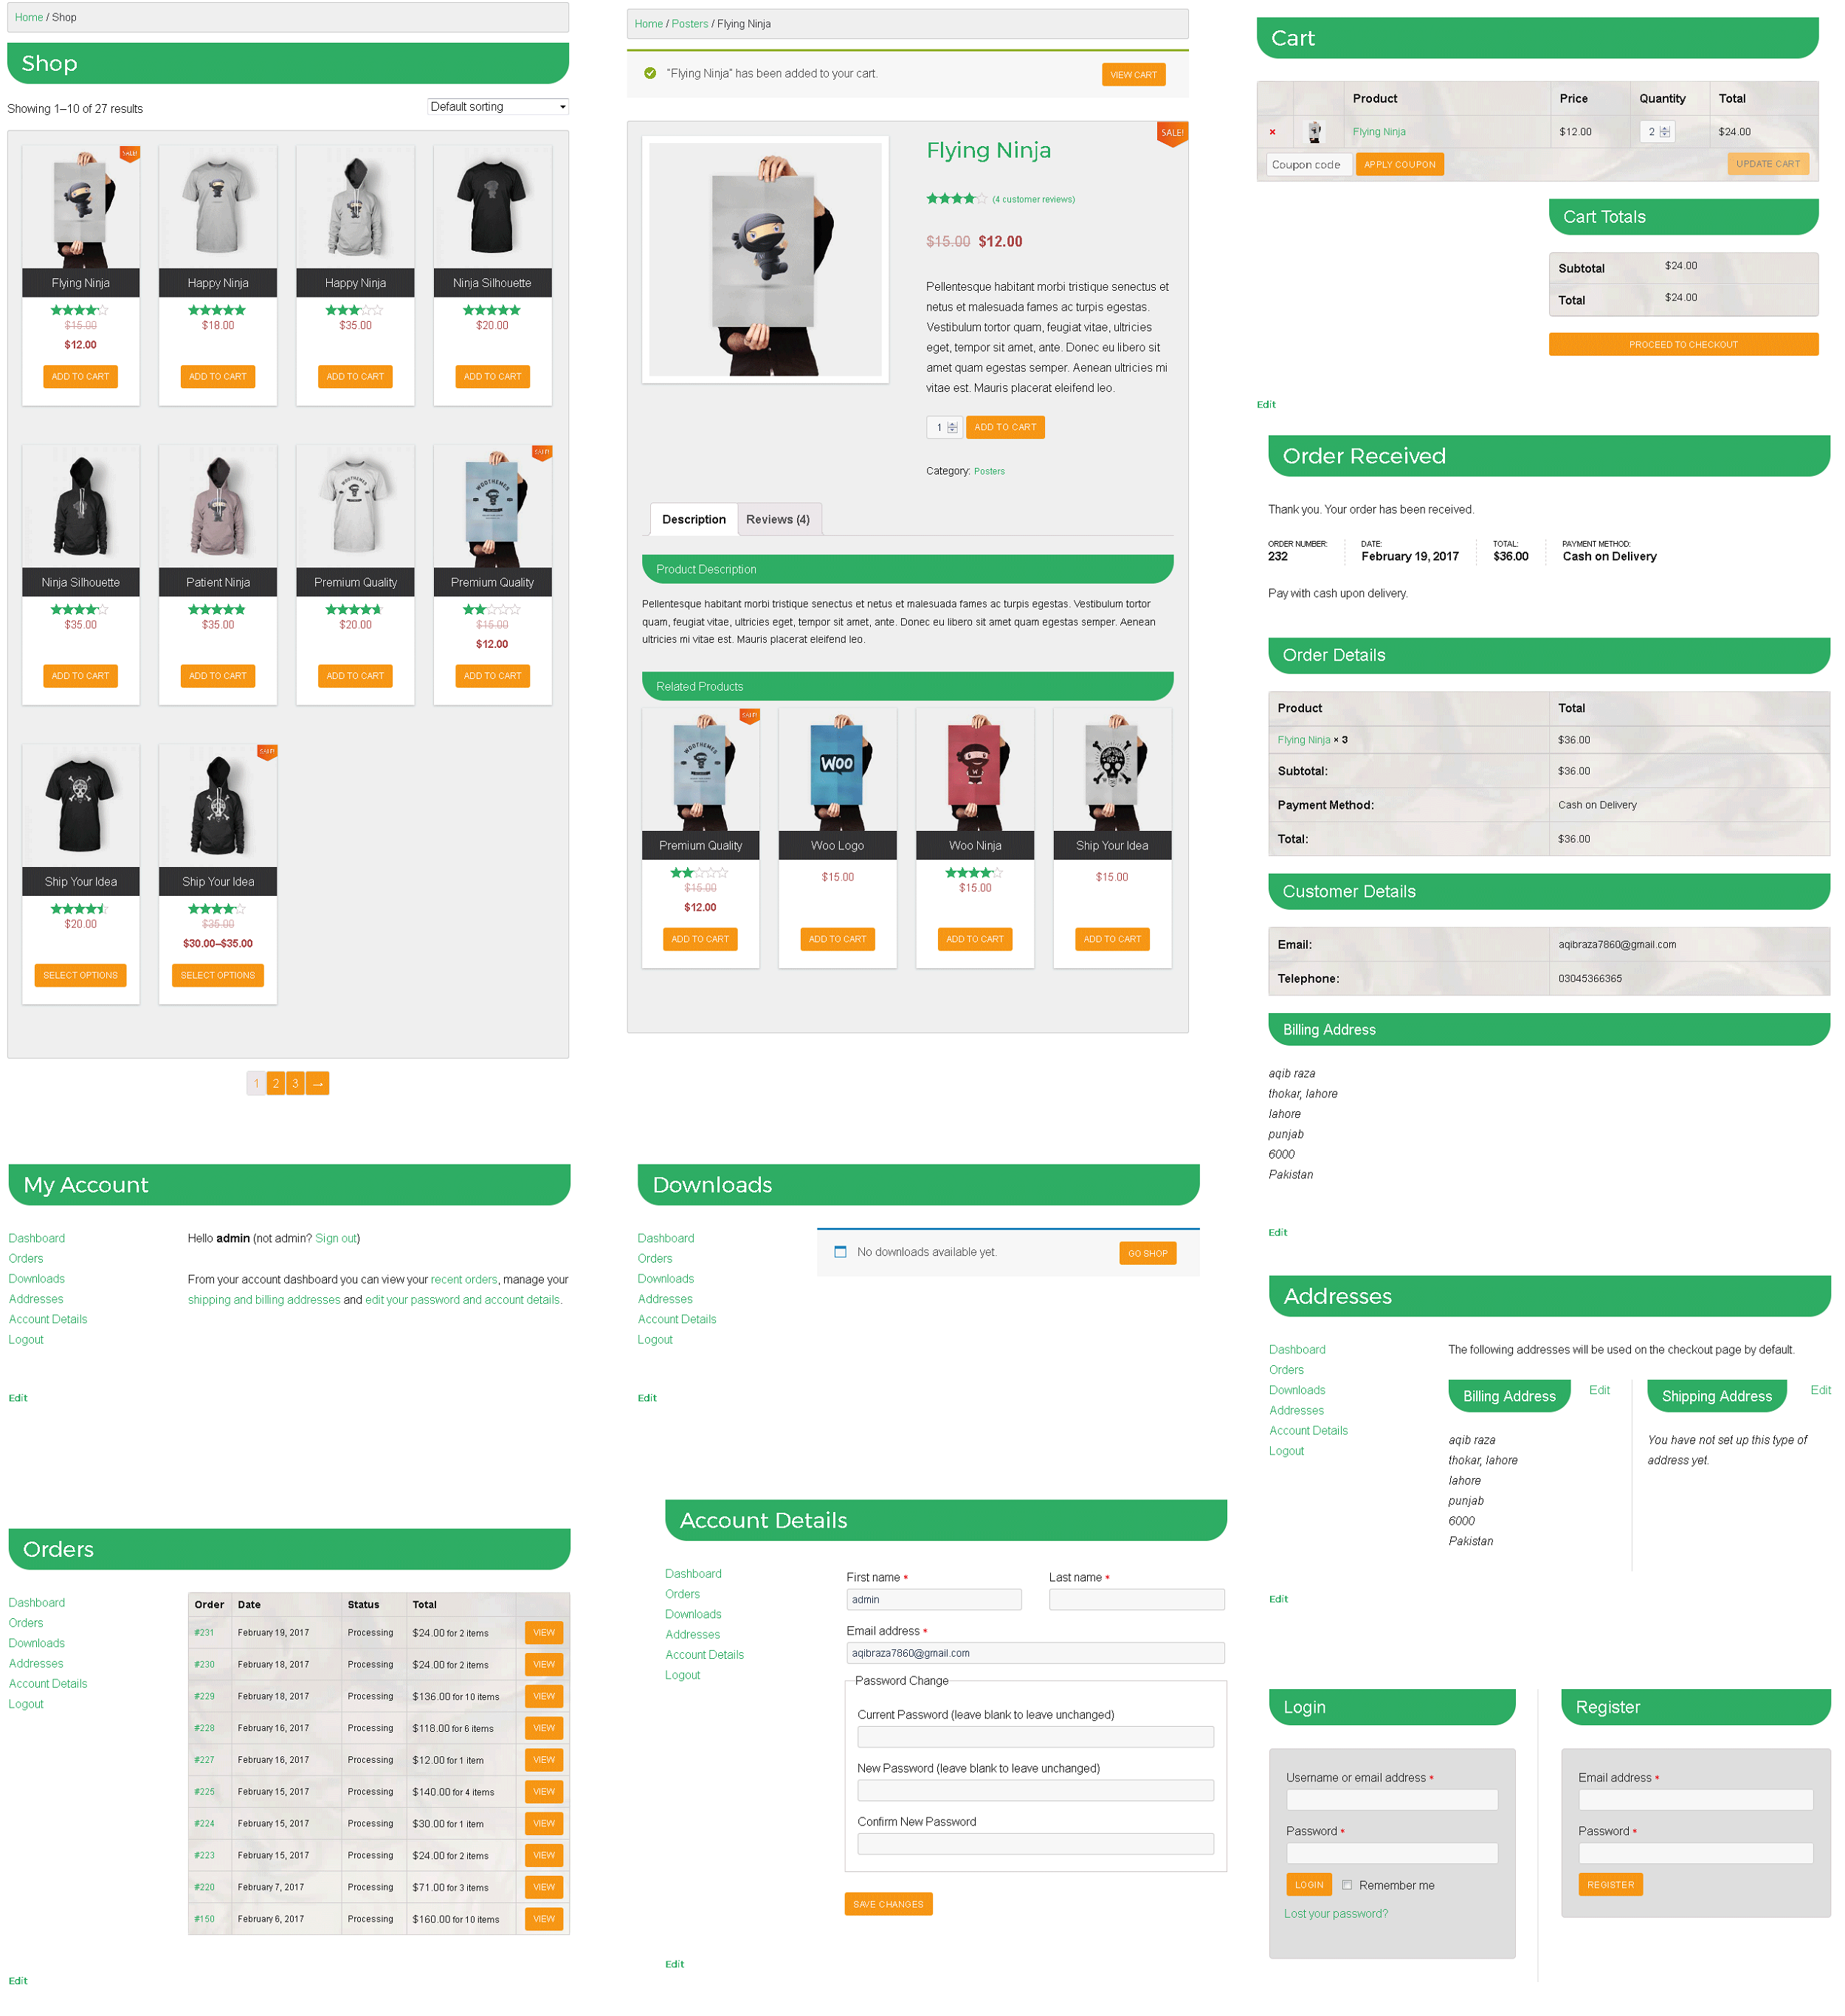 Home / Shop
Shop
Showing 1–10 of 27 results
Default sorting
SALE!
Flying Ninja
$15.00
$12.00
ADD TO CART
Happy Ninja
$18.00
ADD TO CART
Happy Ninja
$35.00
ADD TO CART
Ninja Silhouette
$20.00
ADD TO CART
Ninja Silhouette
$35.00
ADD TO CART
Patient Ninja
$35.00
ADD TO CART
WOOTHEMES
Premium Quality
$20.00
ADD TO CART
SALE!
WOOTHEMES
Premium Quality
$15.00
$12.00
ADD TO CART
Ship Your Idea
$20.00
SELECT OPTIONS
SALE!
Ship Your Idea
$35.00
$30.00–$35.00
SELECT OPTIONS
1 2 3 →
Home / Posters / Flying Ninja
"Flying Ninja" has been added to your cart.
VIEW CART
SALE!
Flying Ninja
(4 customer reviews)
$15.00 $12.00
Pellentesque habitant morbi tristique senectus et
netus et malesuada fames ac turpis egestas.
Vestibulum tortor quam, feugiat vitae, ultricies
eget, tempor sit amet, ante. Donec eu libero sit
amet quam egestas semper. Aenean ultricies mi
vitae est. Mauris placerat eleifend leo.
1 ADD TO CART
Category: Posters
Description Reviews (4)
Product Description
Pellentesque habitant morbi tristique senectus et netus et malesuada fames ac turpis egestas. Vestibulum tortor
quam, feugiat vitae, ultricies eget, tempor sit amet, ante. Donec eu libero sit amet quam egestas semper. Aenean
ultricies mi vitae est. Mauris placerat eleifend leo.
Related Products
SALE!
WOOTHEMES
Premium Quality
$15.00
$12.00
ADD TO CART
WOO
Woo Logo
$15.00
ADD TO CART
W
Woo Ninja
$15.00
ADD TO CART
IDEA
Ship Your Idea
$15.00
ADD TO CART
Cart
Product Price Quantity Total
× Flying Ninja $12.00 2 $24.00
Coupon code APPLY COUPON UPDATE CART
Cart Totals
Subtotal $24.00
Total $24.00
PROCEED TO CHECKOUT
Edit
Order Received
Thank you. Your order has been received.
ORDER NUMBER: DATE: TOTAL: PAYMENT METHOD:
232 February 19, 2017 $36.00 Cash on Delivery
Pay with cash upon delivery.
Order Details
Product Total
Flying Ninja × 3 $36.00
Subtotal: $36.00
Payment Method: Cash on Delivery
Total: $36.00
Customer Details
Email: aqibraza7860@gmail.com
Telephone: 03045366365
Billing Address
aqib raza
thokar, lahore
lahore
punjab
6000
Pakistan
Edit
My Account
Dashboard
Orders
Downloads
Addresses
Account Details
Logout
Hello admin (not admin? Sign out)
From your account dashboard you can view your recent orders, manage your
shipping and billing addresses and edit your password and account details.
Edit
Downloads
Dashboard
Orders
Downloads
Addresses
Account Details
Logout
No downloads available yet.
GO SHOP
Edit
Addresses
Dashboard
Orders
Downloads
Addresses
Account Details
Logout
The following addresses will be used on the checkout page by default.
Billing Address Edit
aqib raza
thokar, lahore
lahore
punjab
6000
Pakistan
Shipping Address Edit
You have not set up this type of
address yet.
Edit
Orders
Dashboard
Orders
Downloads
Addresses
Account Details
Logout
Order Date Status Total
#231 February 19, 2017 Processing $24.00 for 2 items VIEW
#230 February 18, 2017 Processing $24.00 for 2 items VIEW
#229 February 18, 2017 Processing $136.00 for 10 items VIEW
#228 February 16, 2017 Processing $118.00 for 6 items VIEW
#227 February 16, 2017 Processing $12.00 for 1 item VIEW
#225 February 15, 2017 Processing $140.00 for 4 items VIEW
#224 February 15, 2017 Processing $30.00 for 1 item VIEW
#223 February 15, 2017 Processing $24.00 for 2 items VIEW
#220 February 7, 2017 Processing $71.00 for 3 items VIEW
#150 February 6, 2017 Processing $160.00 for 10 items VIEW
Edit
Account Details
Dashboard
Orders
Downloads
Addresses
Account Details
Logout
First name * Last name *
admin
Email address *
aqibraza7860@gmail.com
Password Change
Current Password (leave blank to leave unchanged)
New Password (leave blank to leave unchanged)
Confirm New Password
SAVE CHANGES
Edit
Login
Username or email address *
Password *
LOGIN Remember me
Lost your password?
Register
Email address *
Password *
REGISTER